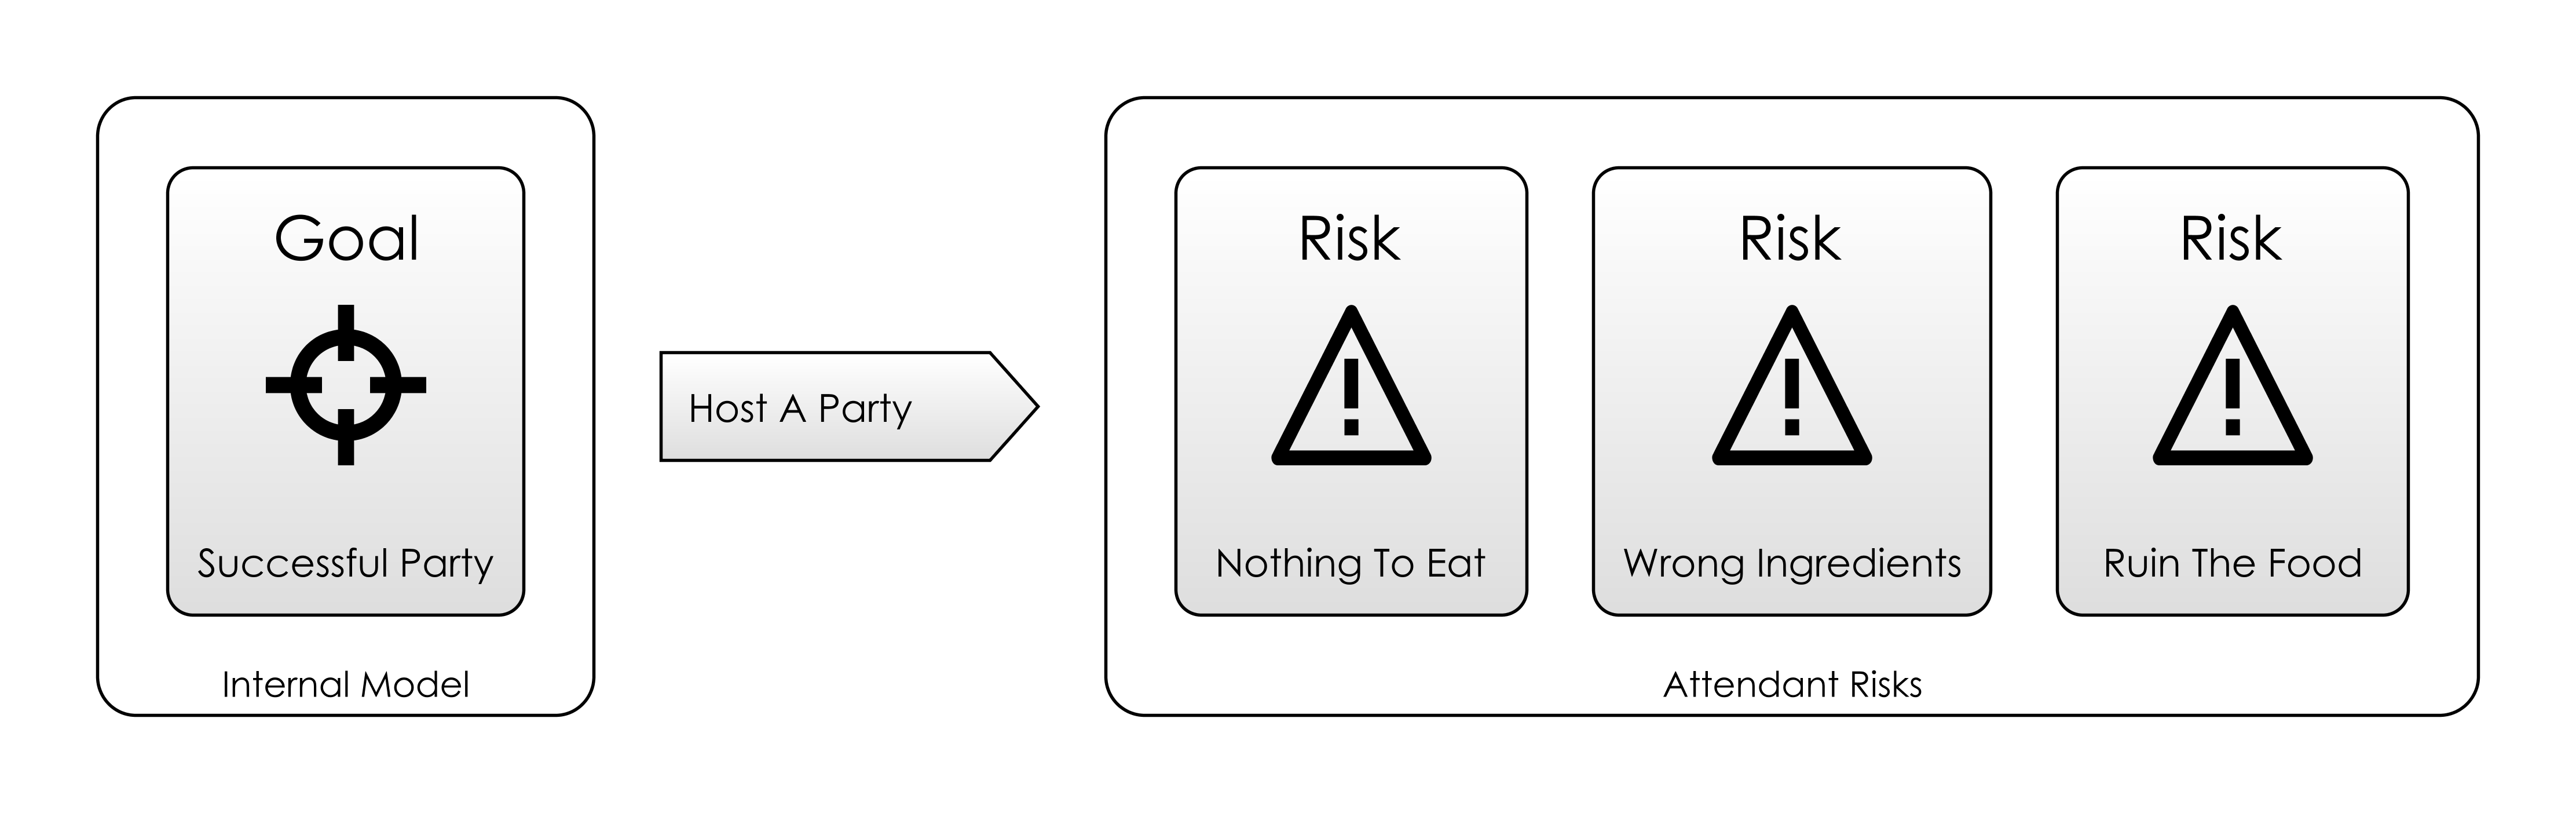 Goal
Successful Party
Internal Model
Host A Party
Risk
Nothing To Eat
Risk
Wrong Ingredients
Risk
Ruin The Food
Attendant Risks